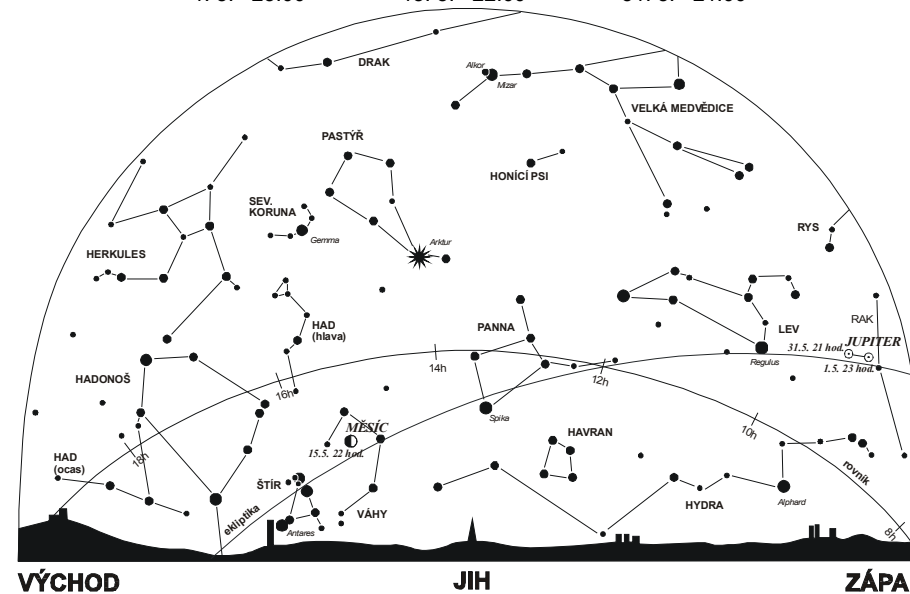 DRAK
Alkor
Mizar
VELKÁ MEDVĚDICE
PASTÝŘ
HONÍCÍ PSI
SEV.
KORUNA
Gemma
Arktur
RYS
HERKULES
HAD
(hlava)
PANNA
LEV
RAK
31.5. 21 hod.
JUPITER
Regulus
1.5. 23 hod.
HADONOŠ
14h
12h
16h
Spika
MĚSÍC
15.5. 22 hod.
HAVRAN
10h
18h
HAD
(ocas)
ŠTÍR
VÁHY
rovník
HYDRA
Alphard
ekliptika
Antares
8h
VÝCHOD
JIH
ZÁPA